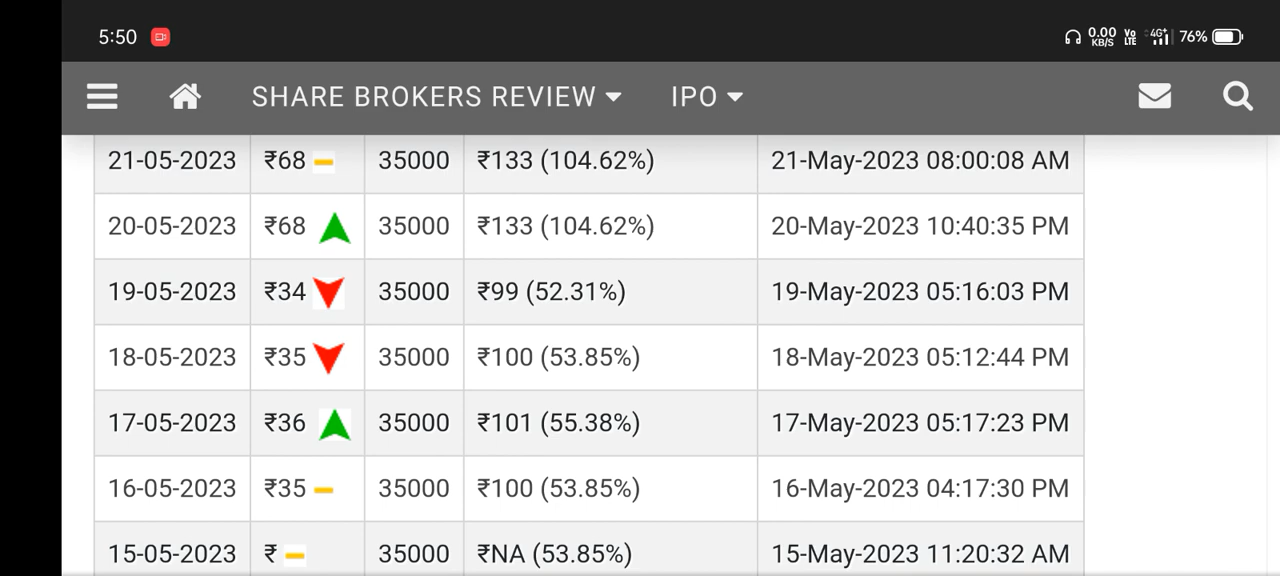 5:50 0.00 KB/S Vo LTE 4G+ 76%
SHARE BROKERS REVIEW IPO
21-05-2023 ₹68 35000 ₹133 (104.62%) 21-May-2023 08:00:08 AM
20-05-2023 ₹68 35000 ₹133 (104.62%) 20-May-2023 10:40:35 PM
19-05-2023 ₹34 35000 ₹99 (52.31%) 19-May-2023 05:16:03 PM
18-05-2023 ₹35 35000 ₹100 (53.85%) 18-May-2023 05:12:44 PM
17-05-2023 ₹36 35000 ₹101 (55.38%) 17-May-2023 05:17:23 PM
16-05-2023 ₹35 35000 ₹100 (53.85%) 16-May-2023 04:17:30 PM
15-05-2023 ₹ 35000 ₹NA (53.85%) 15-May-2023 11:20:32 AM